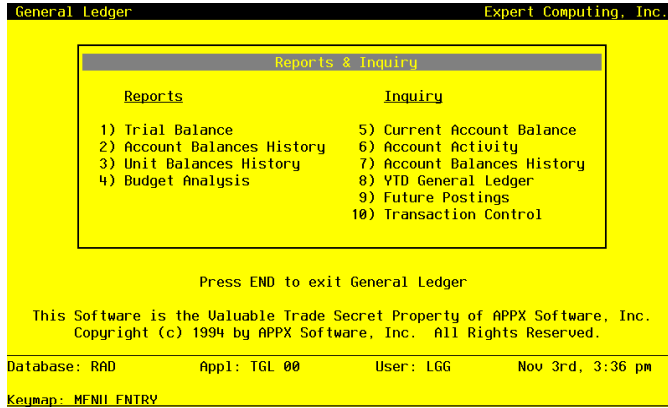 General Ledger Expert Computing, Inc.
Reports & Inquiry
Reports Inquiry
1) Trial Balance 5) Current Account Balance
2) Account Balances History 6) Account Activity
3) Unit Balances History 7) Account Balances History
4) Budget Analysis 8) YTD General Ledger
9) Future Postings
10) Transaction Control
Press END to exit General Ledger
This Software is the Valuable Trade Secret Property of APPX Software, Inc.
Copyright (c) 1994 by APPX Software, Inc. All Rights Reserved.
Database: RAD Appl: TGL 00 User: LGG Nov 3rd, 3:36 pm
Keymap: MENU ENTRY